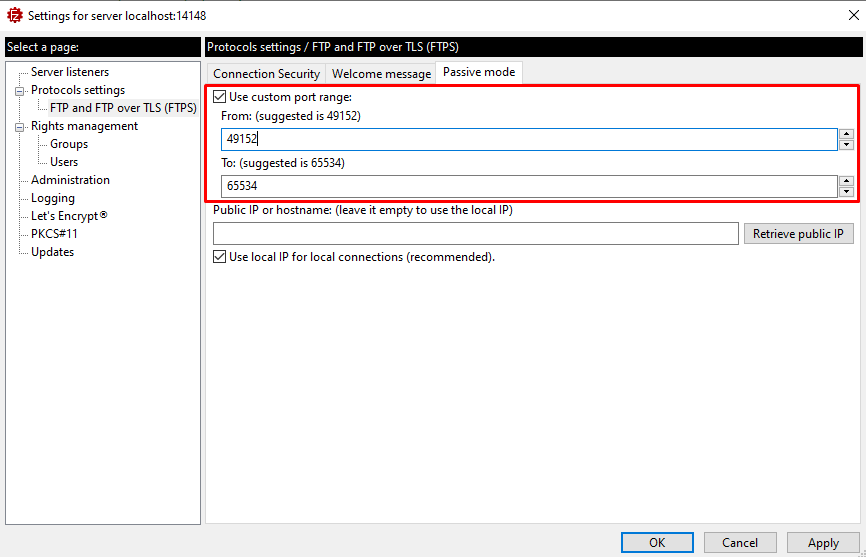 Settings for server localhost:14148
Select a page:
Protocols settings / FTP and FTP over TLS (FTPS)
Server listeners
Protocols settings
FTP and FTP over TLS (FTPS)
Rights management
Groups
Users
Administration
Logging
Let's Encrypt®
PKCS#11
Updates
Connection Security Welcome message Passive mode
Use custom port range:
From: (suggested is 49152)
49152
To: (suggested is 65534)
65534
Public IP or hostname: (leave it empty to use the local IP)
Retrieve public IP
Use local IP for local connections (recommended).
OK Cancel Apply